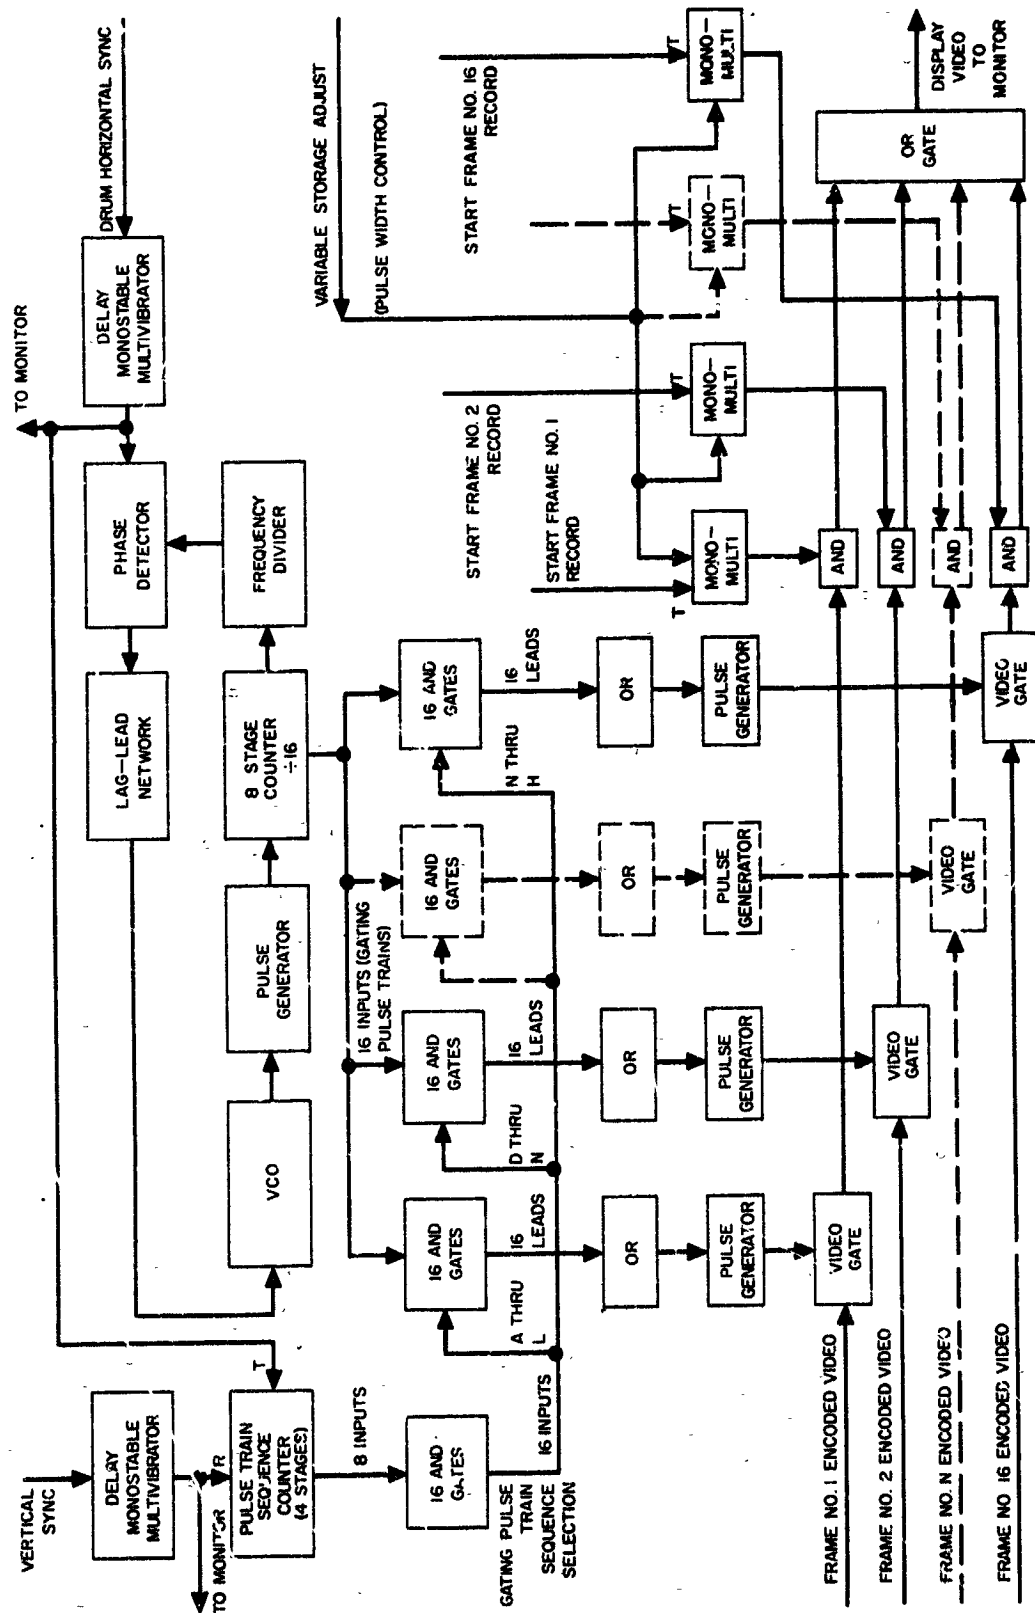 VERTICAL
SYNC
DELAY
MONOSTABLE
MULTIVIBRATOR
TO MONITOR
R
PULSE TRAIN
SEQUENCE
COUNTER
(4 STAGES)
T
8 INPUTS
16 AND
GATES
GATING PULSE
TRAIN
SEQUENCE
SELECTION
16 INPUTS
TO MONITOR
DRUM HORIZONTAL SYNC
DELAY
MONOSTABLE
MULTIVIBRATOR
PHASE
DETECTOR
LAG-LEAD
NETWORK
VCO
PULSE
GENERATOR
8 STAGE
COUNTER
÷16
FREQUENCY
DIVIDER
16 INPUTS (GATING
PULSE TRAINS)
A THRU
L
16 AND
GATES
16
LEADS
D THRU
N
16 AND
GATES
16
LEADS
16 AND
GATES
N THRU
H
16 AND
GATES
16
LEADS
OR
OR
OR
OR
PULSE
GENERATOR
PULSE
GENERATOR
PULSE
GENERATOR
PULSE
GENERATOR
VARIABLE STORAGE ADJUST
(PULSE WIDTH CONTROL)
START FRAME NO. 1
RECORD
START FRAME NO. 2
RECORD
START FRAME NO. 16
RECORD
T
MONO-
MULTI
T
MONO-
MULTI
T
MONO-
MULTI
T
MONO-
MULTI
FRAME NO. 1 ENCODED VIDEO
VIDEO
GATE
AND
FRAME NO. 2 ENCODED VIDEO
VIDEO
GATE
AND
FRAME NO. N ENCODED VIDEO
VIDEO
GATE
AND
FRAME NO 16 ENCODED VIDEO
VIDEO
GATE
AND
OR
GATE
DISPLAY
VIDEO
TO
MONITOR